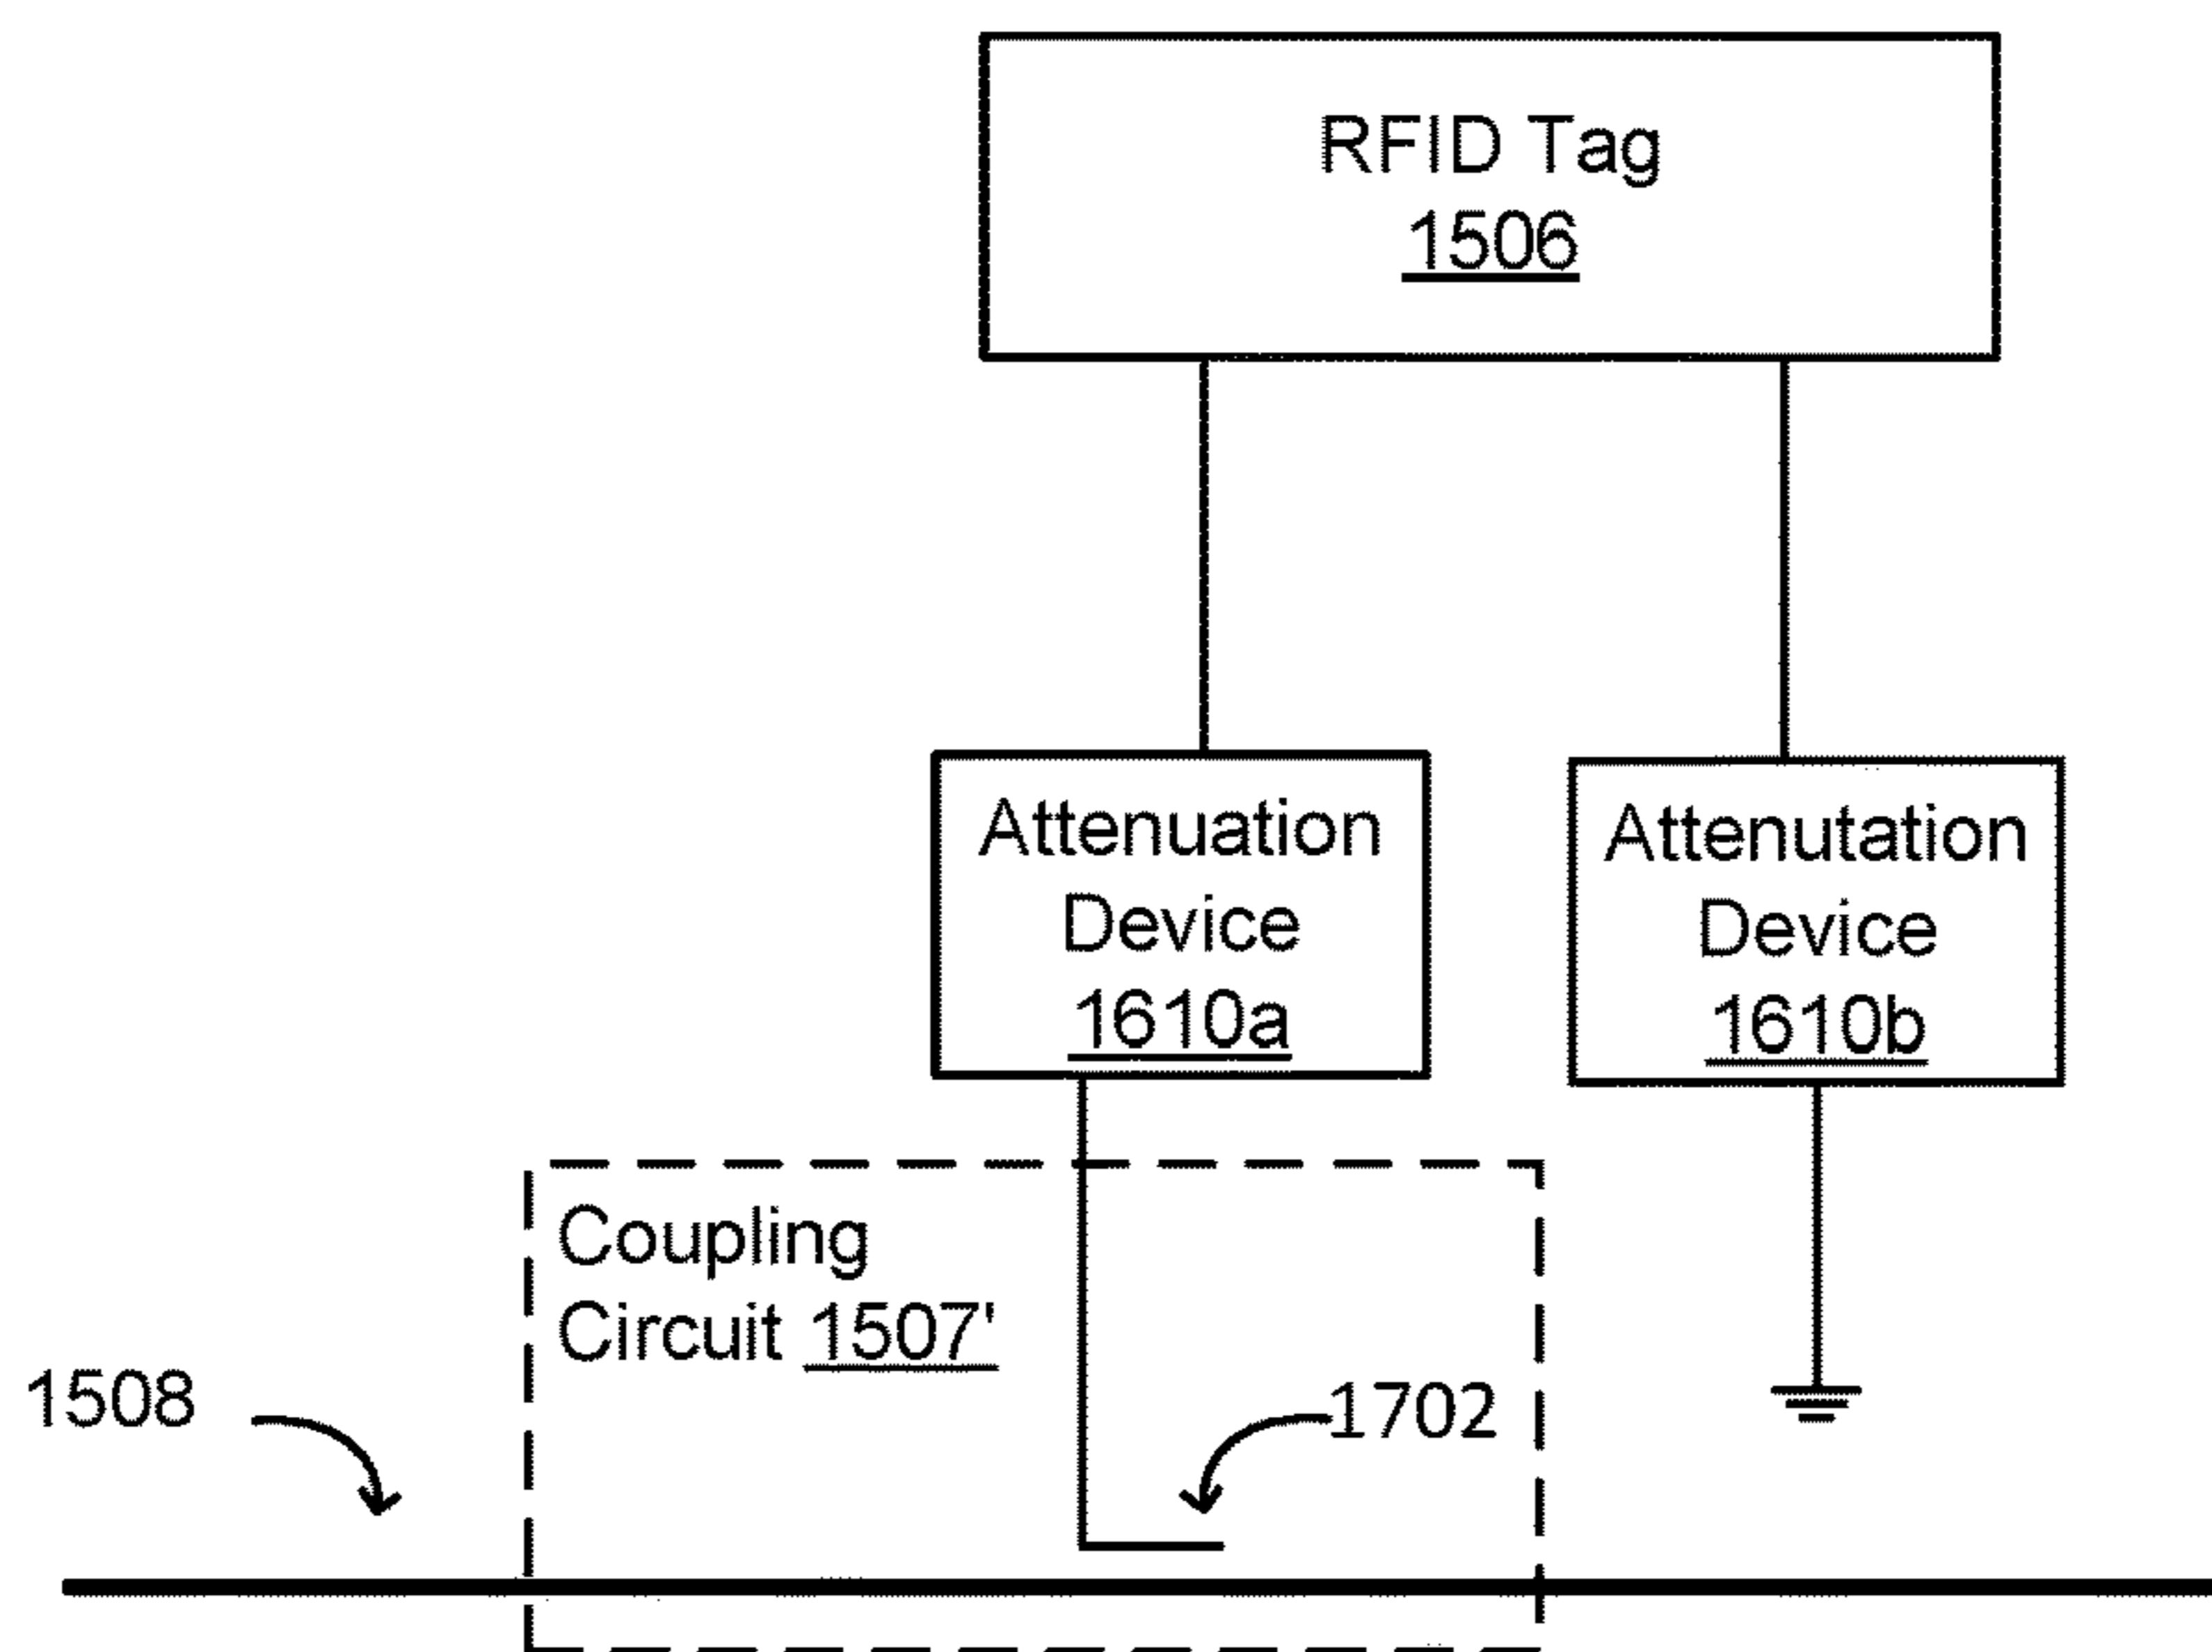 RFID Tag
1506
Attenuation
Device
1610a
Attenutation
Device
1610b
Coupling
Circuit 1507'
1508
1702